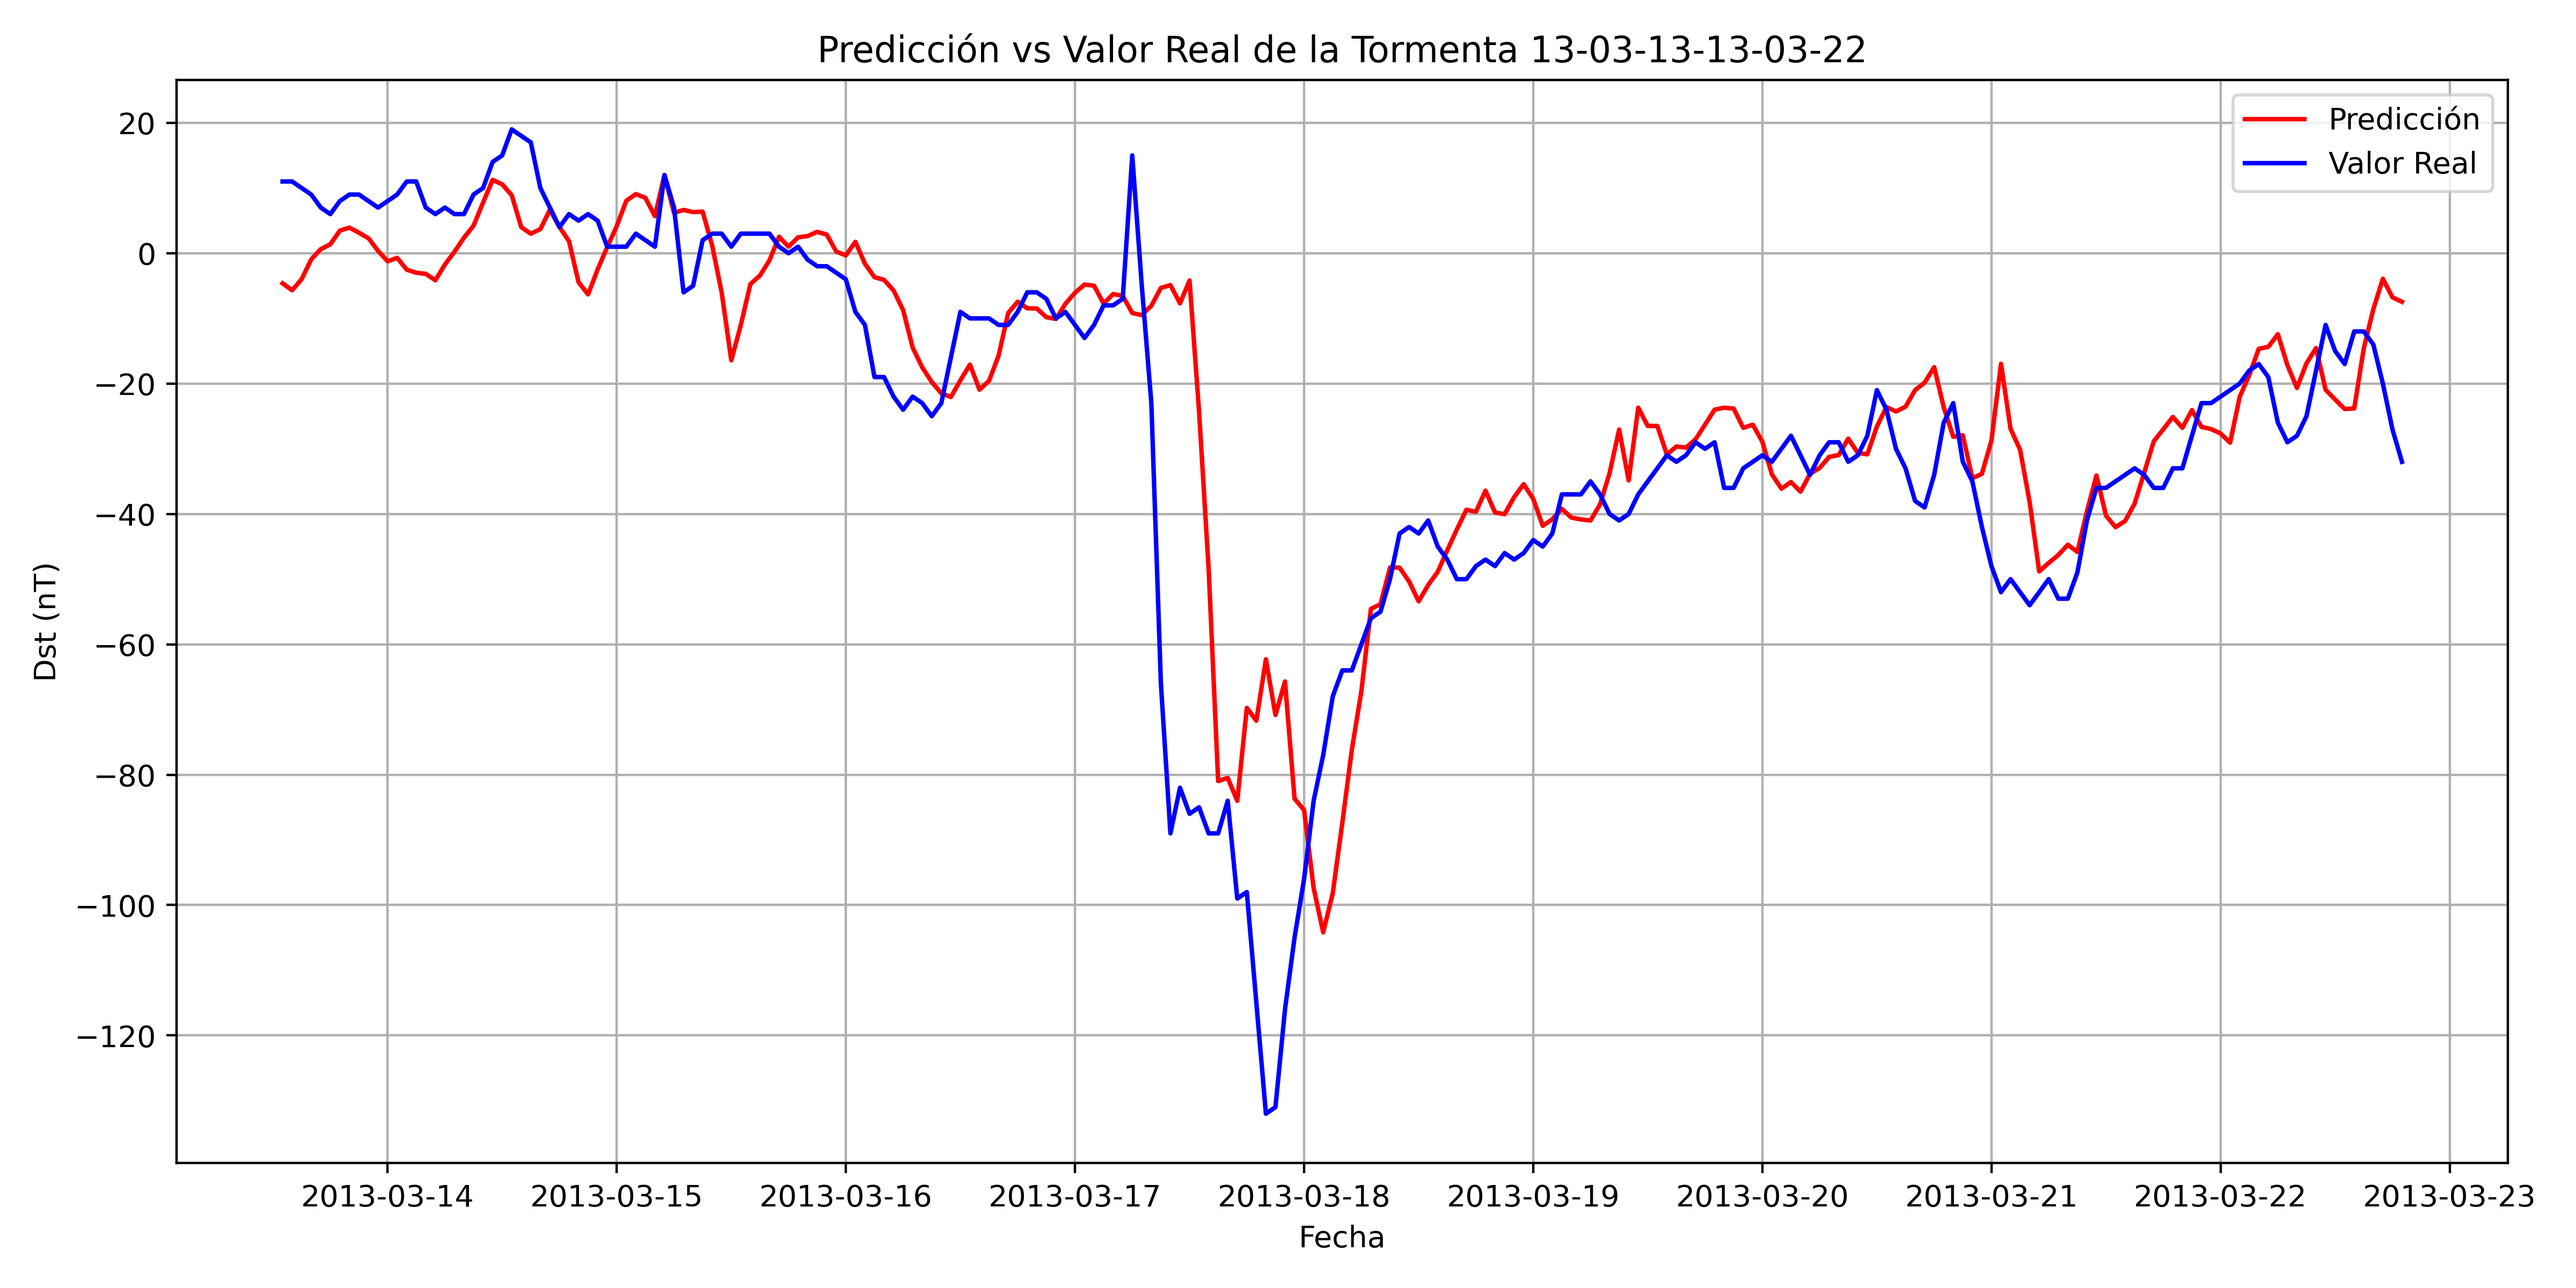 Predicción vs Valor Real de la Tormenta 13-03-13-13-03-22
Predicción
Valor Real
20
0
−20
−40
−60
−80
−100
−120
Dst (nT)
2013-03-14 2013-03-15 2013-03-16 2013-03-17 2013-03-18 2013-03-19 2013-03-20 2013-03-21 2013-03-22 2013-03-23
Fecha